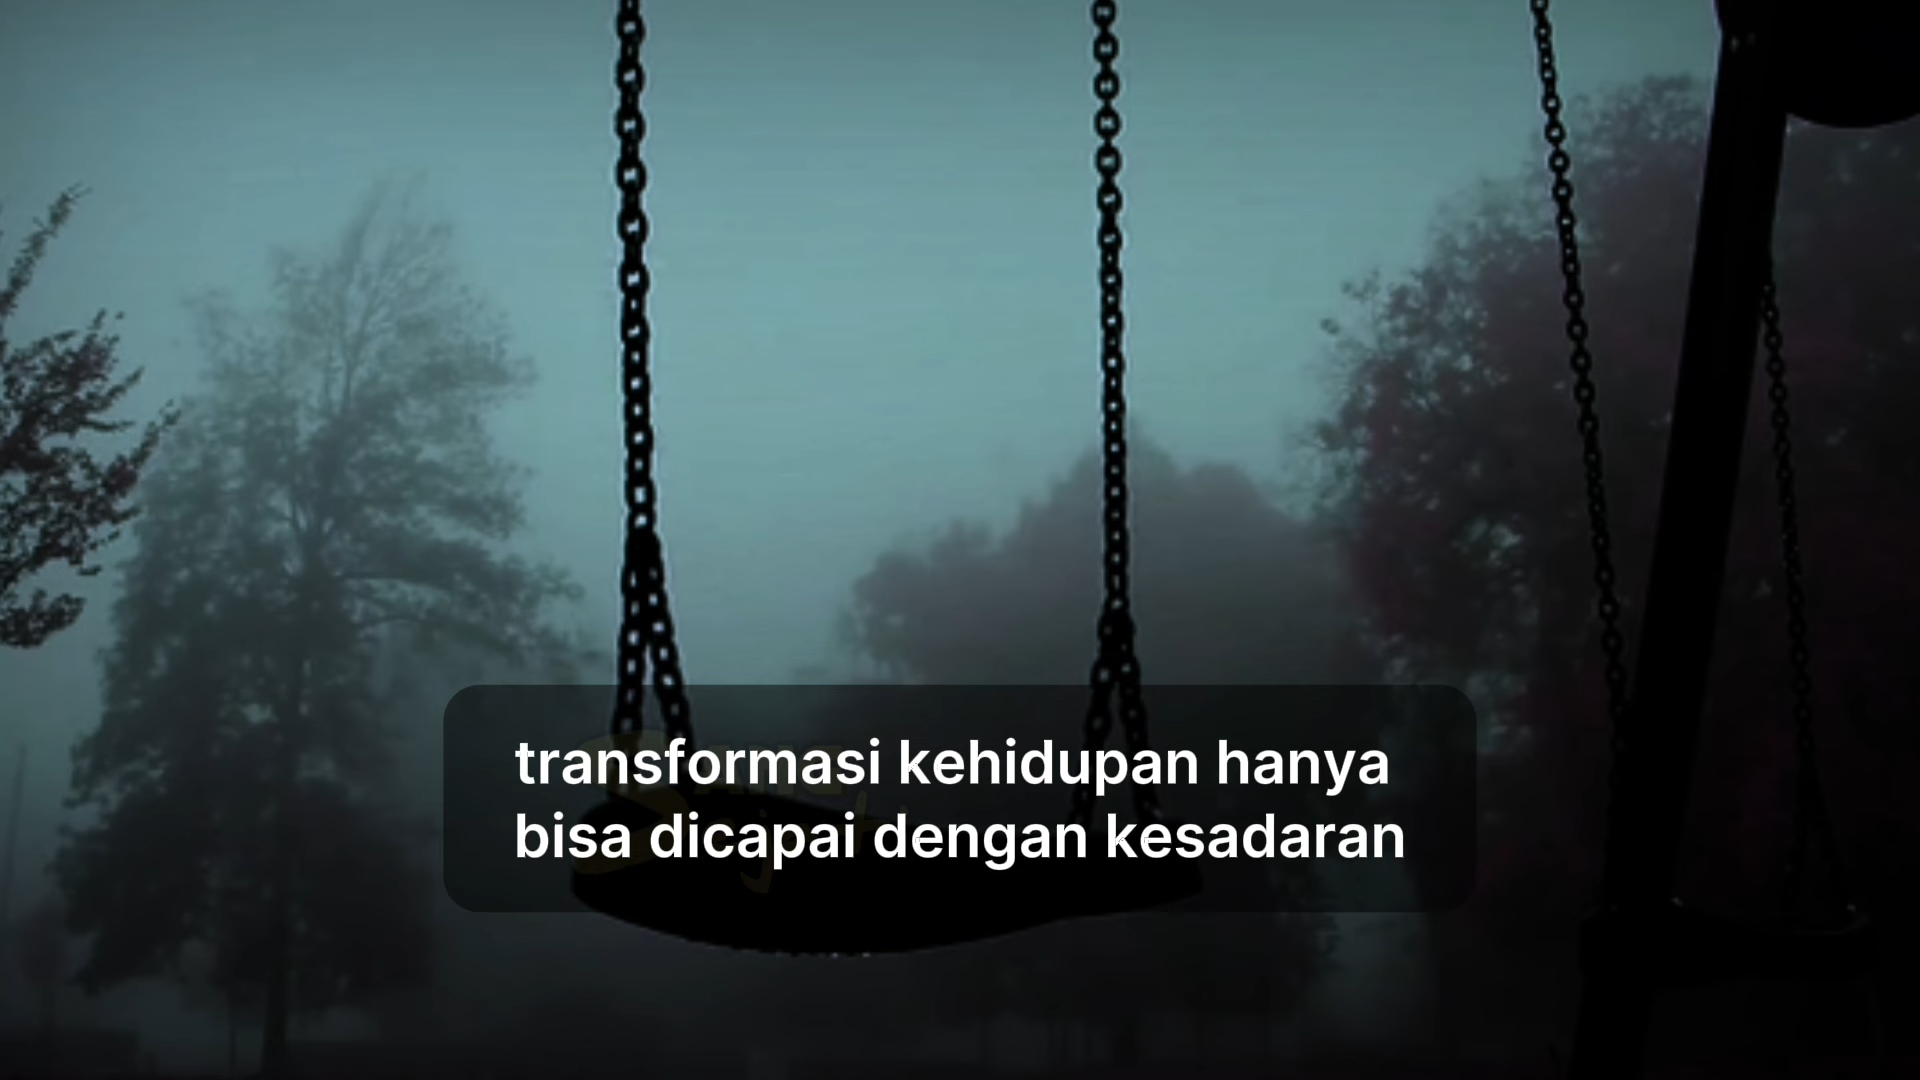 transformasi kehidupan hanya
bisa dicapai dengan kesadaran